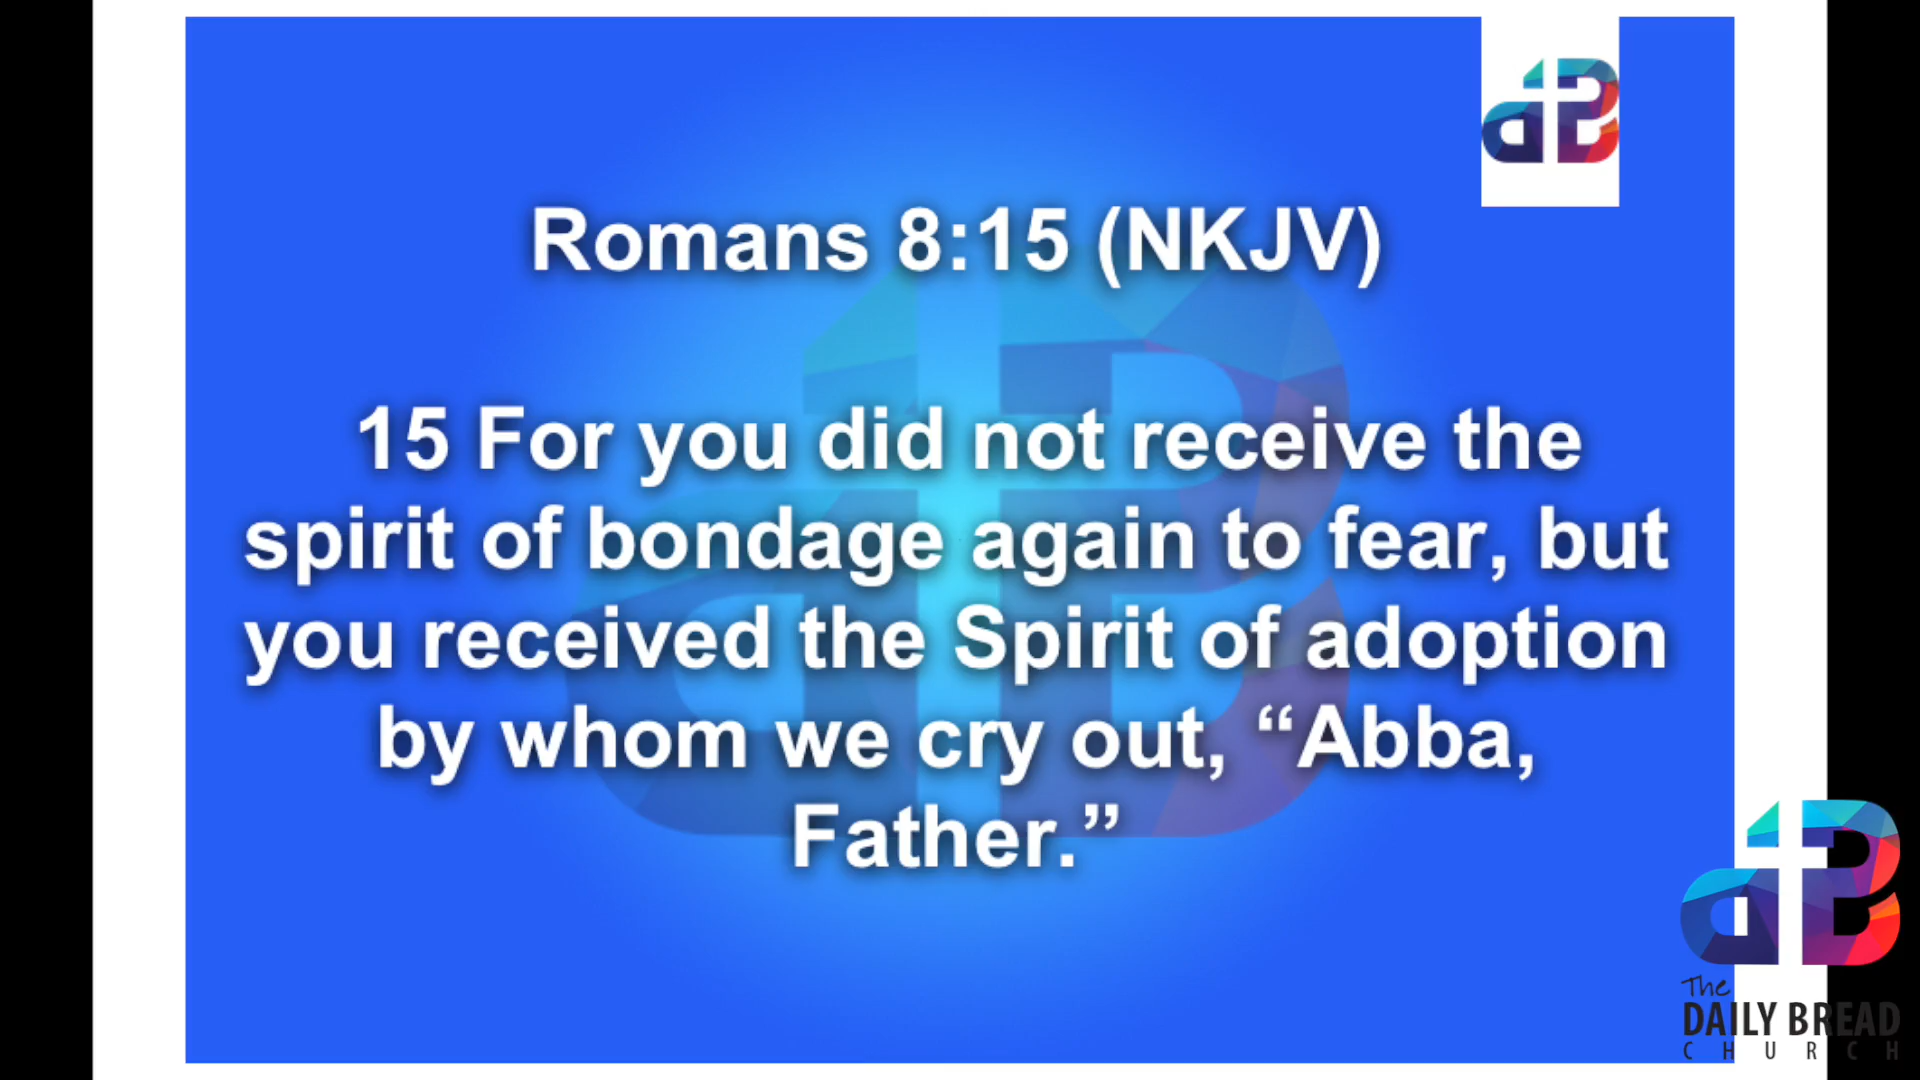 Romans 8:15 (NKJV)
15 For you did not receive the
spirit of bondage again to fear, but
you received the Spirit of adoption
by whom we cry out, “Abba,
Father.”
The
DAILY BREAD
CHURCH